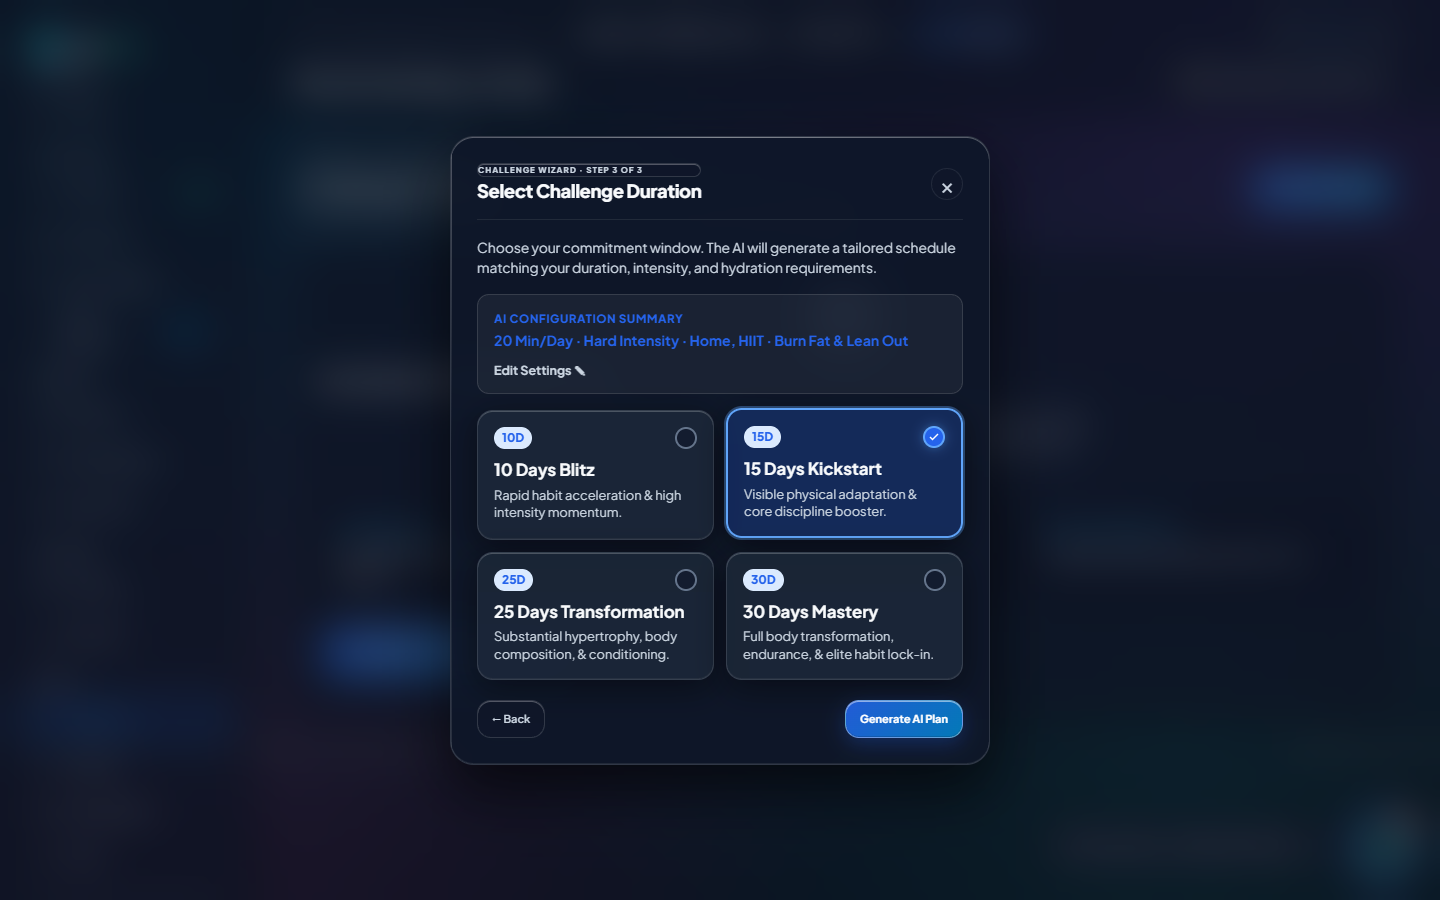 CHALLENGE WIZARD · STEP 3 OF 3
Select Challenge Duration
Choose your commitment window. The AI will generate a tailored schedule
matching your duration, intensity, and hydration requirements.
AI CONFIGURATION SUMMARY
20 Min/Day · Hard Intensity · Home, HIIT · Burn Fat & Lean Out
Edit Settings ✎
10D
10 Days Blitz
Rapid habit acceleration & high
intensity momentum.
15D
15 Days Kickstart
Visible physical adaptation &
core discipline booster.
25D
25 Days Transformation
Substantial hypertrophy, body
composition, & conditioning.
30D
30 Days Mastery
Full body transformation,
endurance, & elite habit lock-in.
← Back
Generate AI Plan